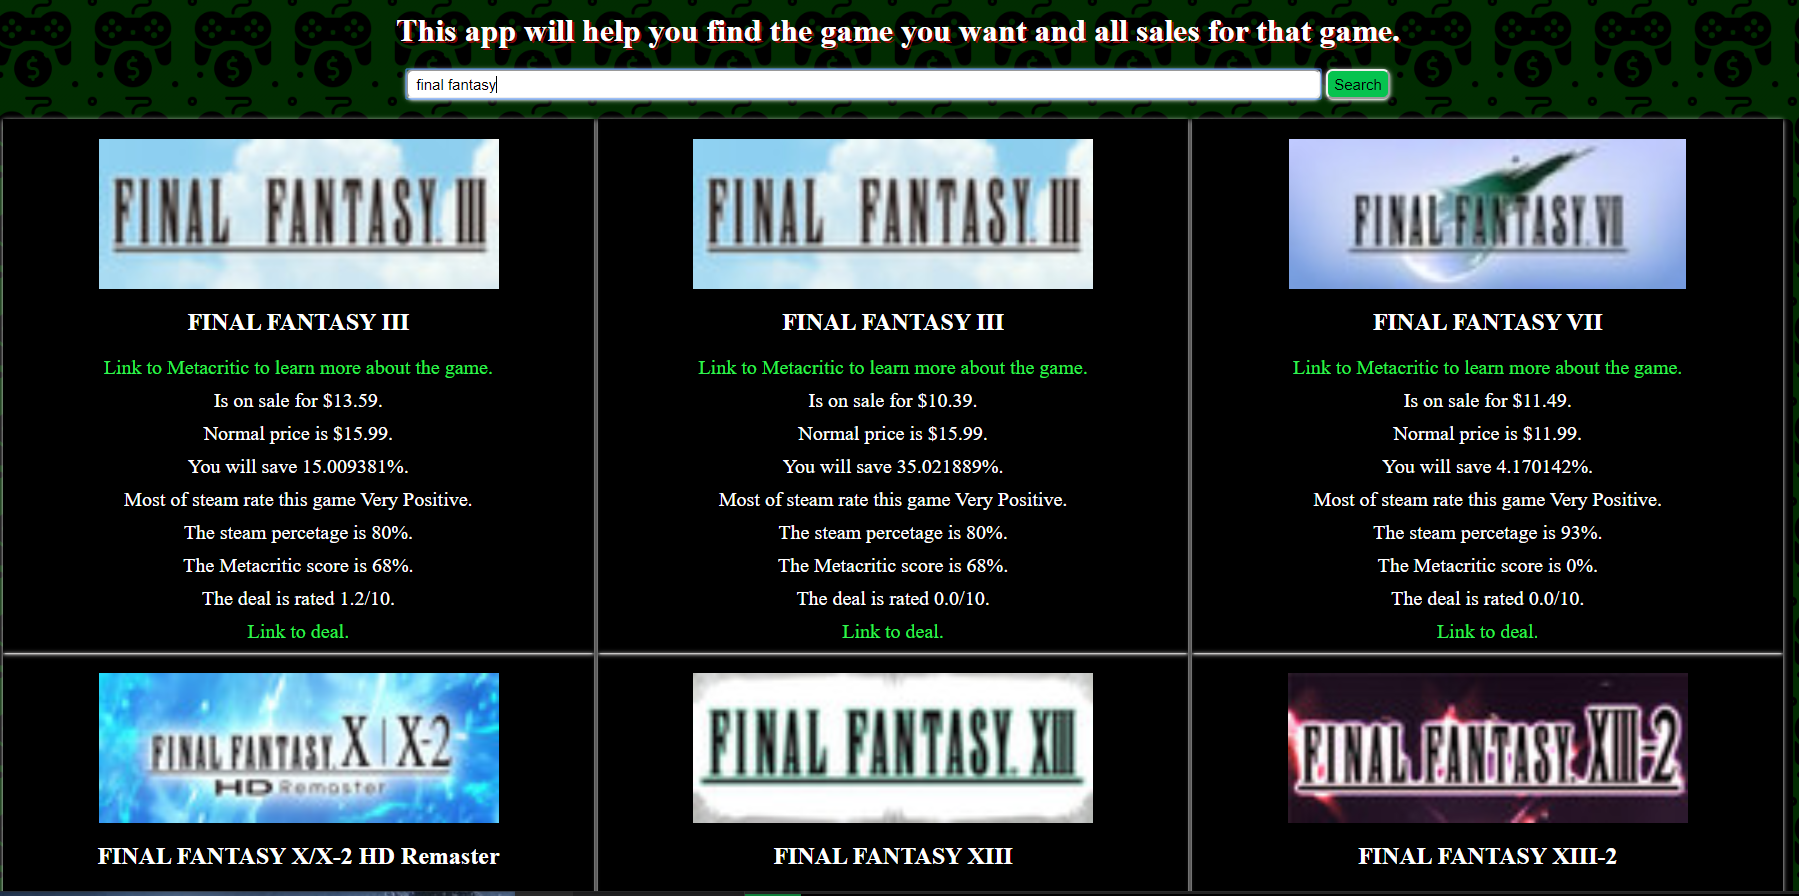 This app will help you find the game you want and all sales for that game.
final fantasy
Search
FINAL FANTASY III
FINAL FANTASY III
Link to Metacritic to learn more about the game.
Is on sale for $13.59.
Normal price is $15.99.
You will save 15.009381%.
Most of steam rate this game Very Positive.
The steam percetage is 80%.
The Metacritic score is 68%.
The deal is rated 1.2/10.
Link to deal.
FINAL FANTASY III
FINAL FANTASY III
Link to Metacritic to learn more about the game.
Is on sale for $10.39.
Normal price is $15.99.
You will save 35.021889%.
Most of steam rate this game Very Positive.
The steam percetage is 80%.
The Metacritic score is 68%.
The deal is rated 0.0/10.
Link to deal.
FINAL FANTASY VII
FINAL FANTASY VII
Link to Metacritic to learn more about the game.
Is on sale for $11.49.
Normal price is $11.99.
You will save 4.170142%.
Most of steam rate this game Very Positive.
The steam percetage is 93%.
The Metacritic score is 0%.
The deal is rated 0.0/10.
Link to deal.
FINAL FANTASY X | X-2
HD Remaster
FINAL FANTASY X/X-2 HD Remaster
FINAL FANTASY XIII
FINAL FANTASY XIII
FINAL FANTASY XIII-2
FINAL FANTASY XIII-2